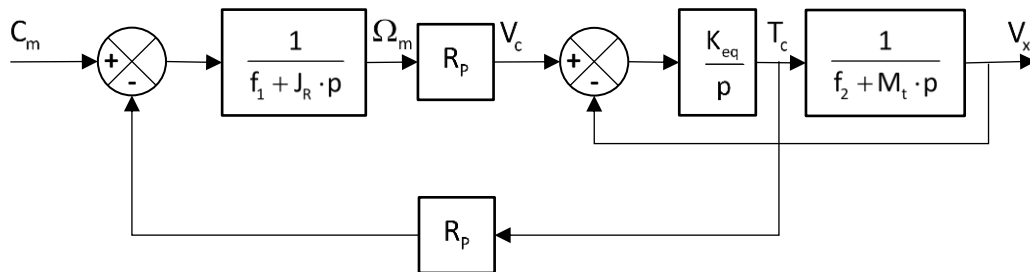 C_m
+
-
1
f_1 + J_R · p
Ω_m
R_P
V_c
+
-
K_eq
p
T_c
1
f_2 + M_t · p
V_x
R_P